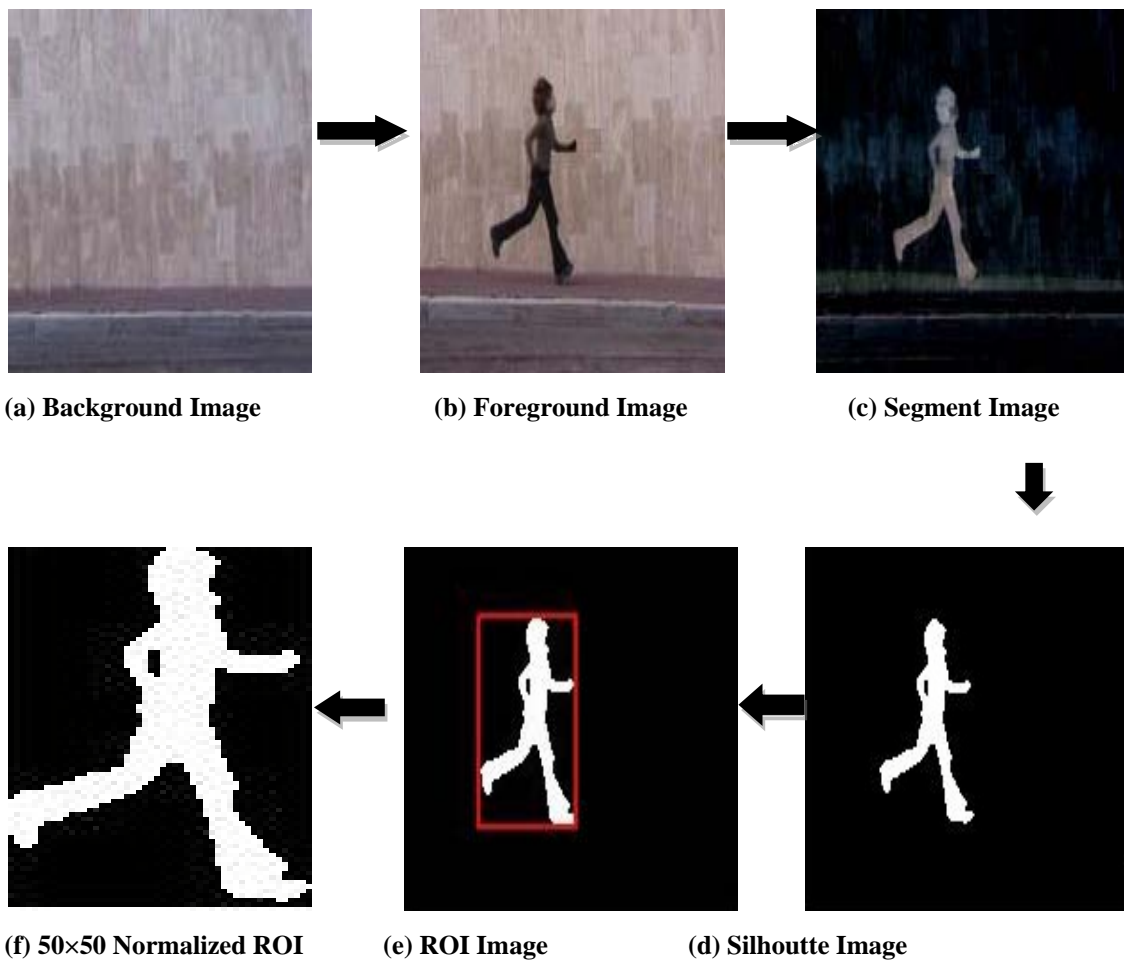 (a) Background Image
(b) Foreground Image
(c) Segment Image
(f) 50×50 Normalized ROI
(e) ROI Image
(d) Silhoutte Image